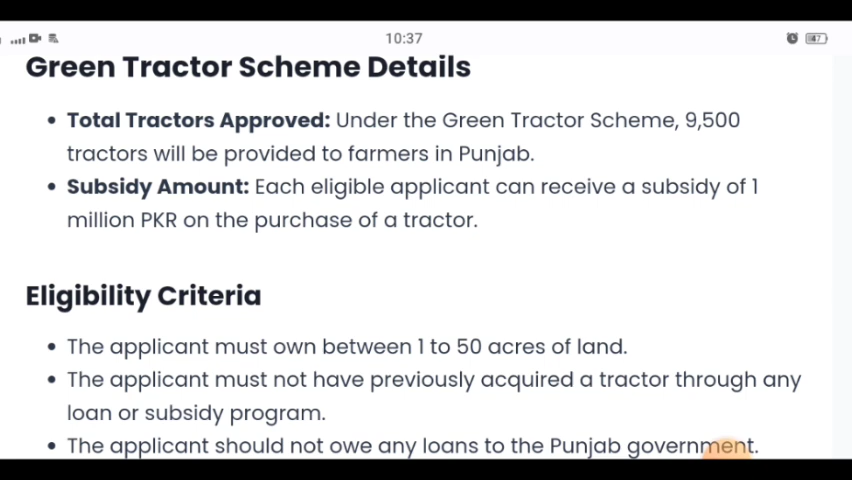 10:37
47
Green Tractor Scheme Details
• Total Tractors Approved: Under the Green Tractor Scheme, 9,500
tractors will be provided to farmers in Punjab.
• Subsidy Amount: Each eligible applicant can receive a subsidy of 1
million PKR on the purchase of a tractor.
Eligibility Criteria
• The applicant must own between 1 to 50 acres of land.
• The applicant must not have previously acquired a tractor through any
loan or subsidy program.
• The applicant should not owe any loans to the Punjab government.